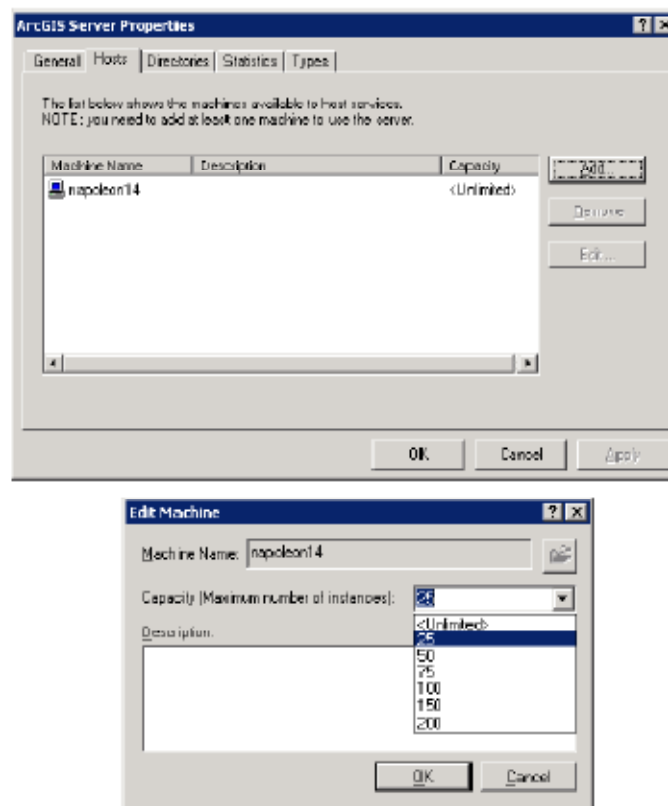 ArcGIS Server Properties
General Hosts Directories Statistics Types
The list below shows the machines available to host services.
NOTE: you need to add at least one machine to use the server.
Machine Name Description Capacity
napoleon14 <Unlimited>
Add...
Remove
Edit...
OK Cancel Apply
Edit Machine
Machine Name: napoleon14
Capacity (Maximum number of instances): 25
<Unlimited>
Description:
25
50
75
100
150
200
OK Cancel